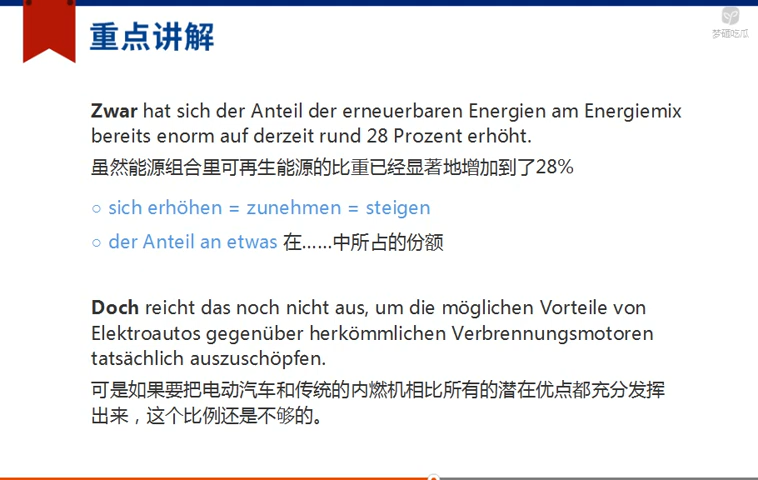 重点讲解
梦砸吃瓜
Zwar hat sich der Anteil der erneuerbaren Energien am Energiemix
bereits enorm auf derzeit rund 28 Prozent erhöht.
虽然能源组合里可再生能源的比重已经显著地增加到了28%
○ sich erhöhen = zunehmen = steigen
○ der Anteil an etwas 在……中所占的份额
Doch reicht das noch nicht aus, um die möglichen Vorteile von
Elektroautos gegenüber herkömmlichen Verbrennungsmotoren
tatsächlich auszuschöpfen.
可是如果要把电动汽车和传统的内燃机相比所有的潜在优点都充分发挥
出来，这个比例还是不够的。